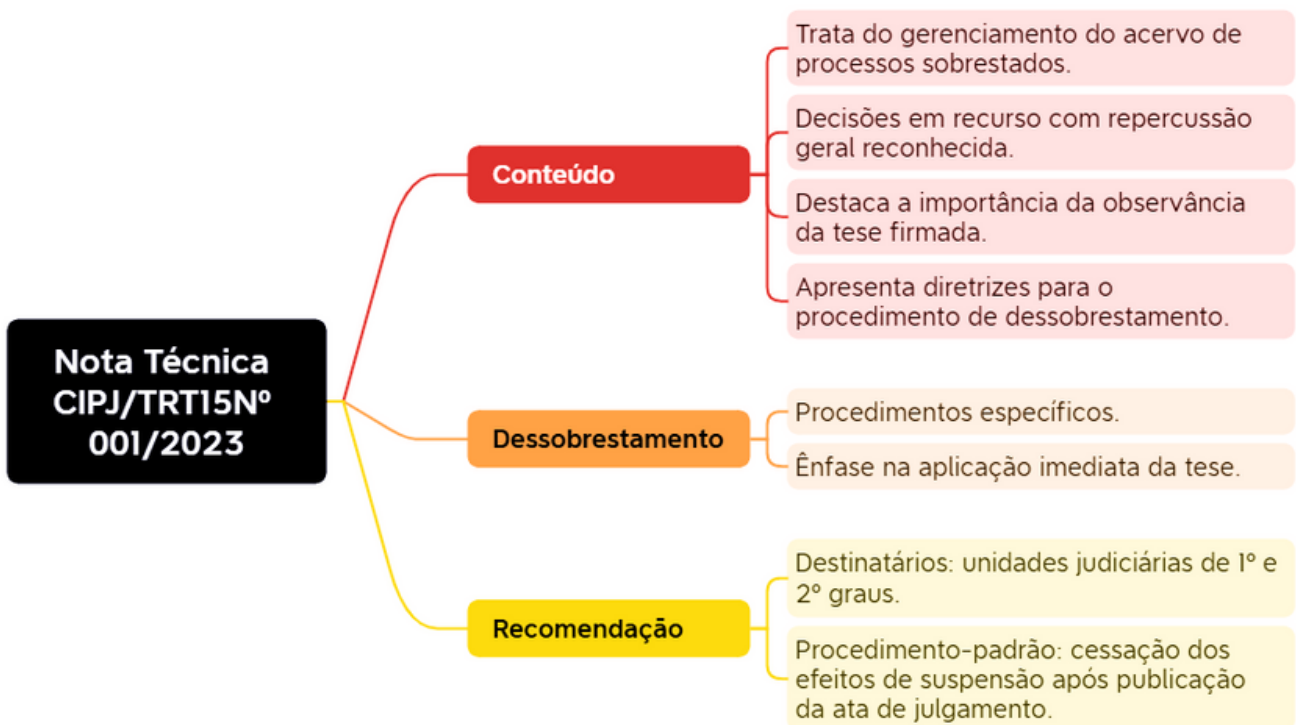 Nota Técnica
CIPJ/TRT15Nº
001/2023
Conteúdo
Trata do gerenciamento do acervo de
processos sobrestados.
Decisões em recurso com repercussão
geral reconhecida.
Destaca a importância da observância
da tese firmada.
Apresenta diretrizes para o
procedimento de dessobrestamento.
Dessobrestamento
Procedimentos específicos.
Ênfase na aplicação imediata da tese.
Recomendação
Destinatários: unidades judiciárias de 1º e
2º graus.
Procedimento-padrão: cessação dos
efeitos de suspensão após publicação
da ata de julgamento.